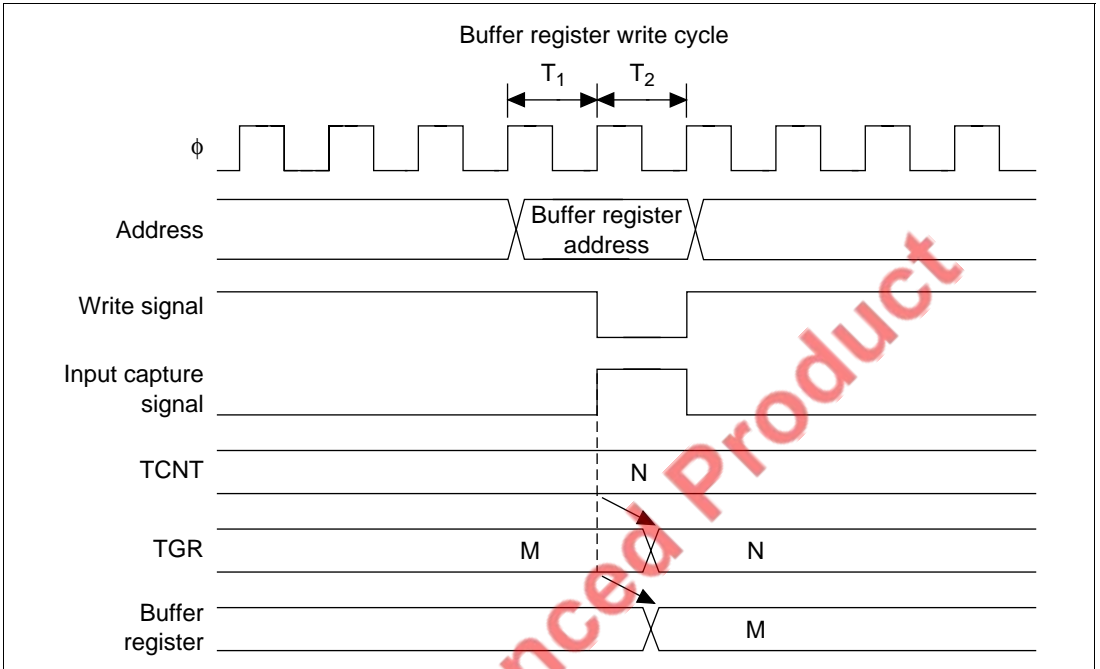 Buffer register write cycle
T1 T2
ϕ
Address
Buffer register
address
Write signal
Input capture
signal
TCNT
N
TGR
M N
Buffer
register
M
nced Product